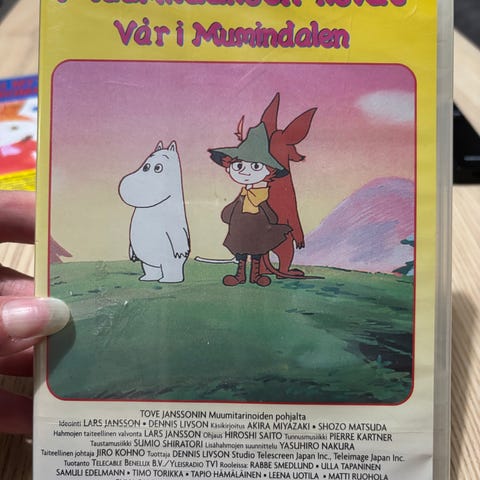 Vår i Mumindalen
TOVE JANSSONIN Muumitarinoiden pohjalta
Ideointi LARS JANSSON • DENNIS LIVSON Käsikirjoitus AKIRA MIYAZAKI • SHOZO MATSUDA
Hahmojen taiteellinen valvonta LARS JANSSON Ohjaus HIROSHI SAITO Tunnusmusiikki PIERRE KARTNER
Taustamusiikki SUMIO SHIRATORI Lisähahmojen suunnittelu YASUHIRO NAKURA
Taiteellinen johtaja JIRO KOHNO Tuottaja DENNIS LIVSON Studio Telescreen Japan Inc., Teleimage Japan Inc.
Tuotanto TELECABLE BENELUX B.V./YLEISRADIO TV1 Rooleissa: RABBE SMEDLUND • ULLA TAPANINEN
SAMULI EDELMANN • TIMO TORIKKA • TAPIO HÄMÄLÄINEN • LEENA UOTILA • MATTI RUOHOLA